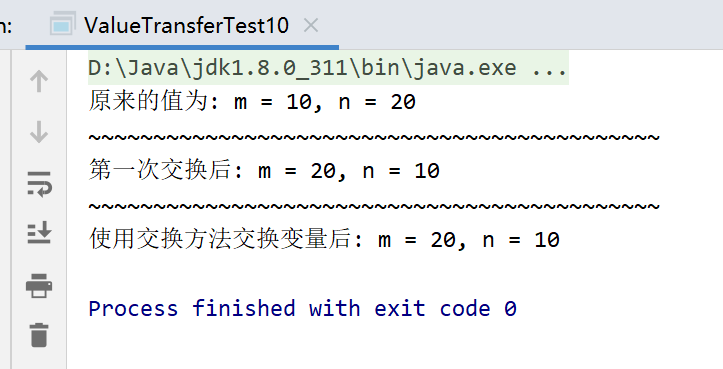 n:
ValueTransferTest10
D:\Java\jdk1.8.0_311\bin\java.exe ...
原来的值为: m = 10, n = 20
~~~~~~~~~~~~~~~~~~~~~~~~~~~~~~~~~~~~~~~~~~~~
第一次交换后: m = 20, n = 10
~~~~~~~~~~~~~~~~~~~~~~~~~~~~~~~~~~~~~~~~~~~~
使用交换方法交换变量后: m = 20, n = 10
Process finished with exit code 0